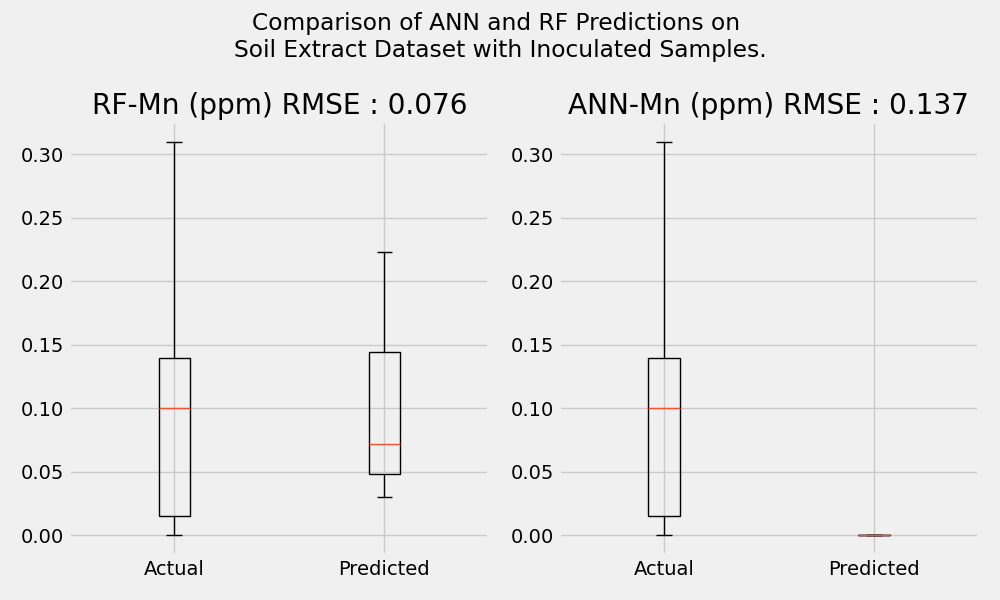 Comparison of ANN and RF Predictions on
Soil Extract Dataset with Inoculated Samples.
RF-Mn (ppm) RMSE : 0.076
0.30
0.25
0.20
0.15
0.10
0.05
0.00
Actual
Predicted
ANN-Mn (ppm) RMSE : 0.137
0.30
0.25
0.20
0.15
0.10
0.05
0.00
Actual
Predicted